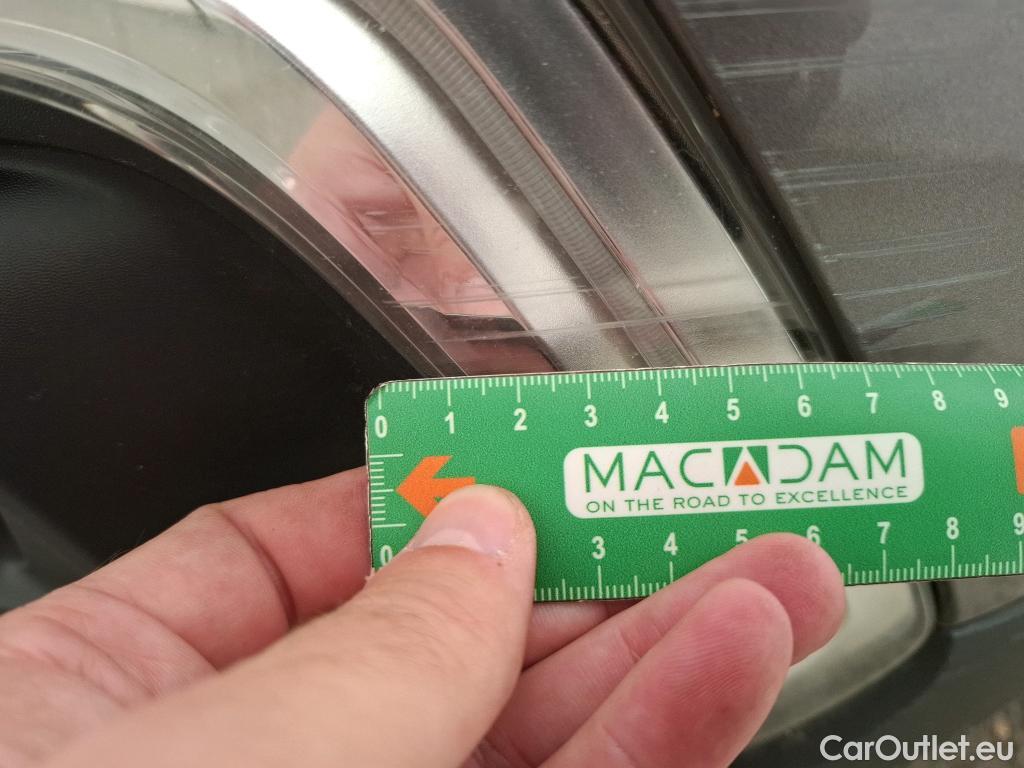 0 1 2 3 4 5 6 7 8 9
MACADAM
ON THE ROAD TO EXCELLENCE
0 3 4 5 6 7 8 9
CarOutlet.eu